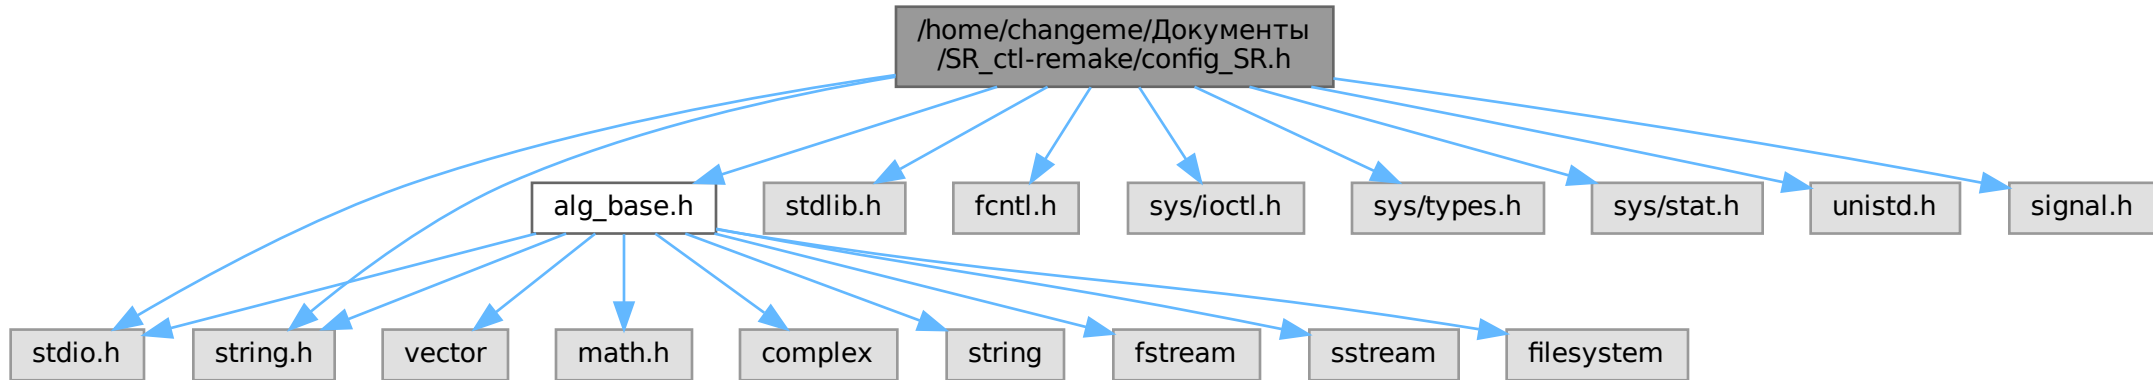 /home/changeme/Документы
/SR_ctl-remake/config_SR.h
alg_base.h
stdlib.h
fcntl.h
sys/ioctl.h
sys/types.h
sys/stat.h
unistd.h
signal.h
stdio.h
string.h
vector
math.h
complex
string
fstream
sstream
filesystem